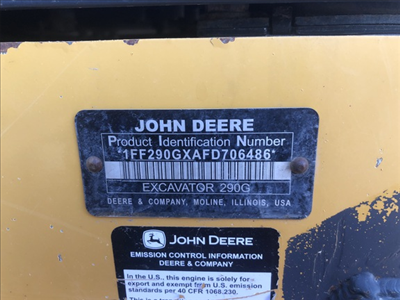 JOHN DEERE
Product Identification Number
*1FF290GXAFD706486*
EXCAVATOR 290G
DEERE & COMPANY, MOLINE, ILLINOIS, USA
JOHN DEERE
EMISSION CONTROL INFORMATION
DEERE & COMPANY
In the U.S., this engine is solely for
export and exempt from U.S. emission
standards per 40 CFR 1068.230.